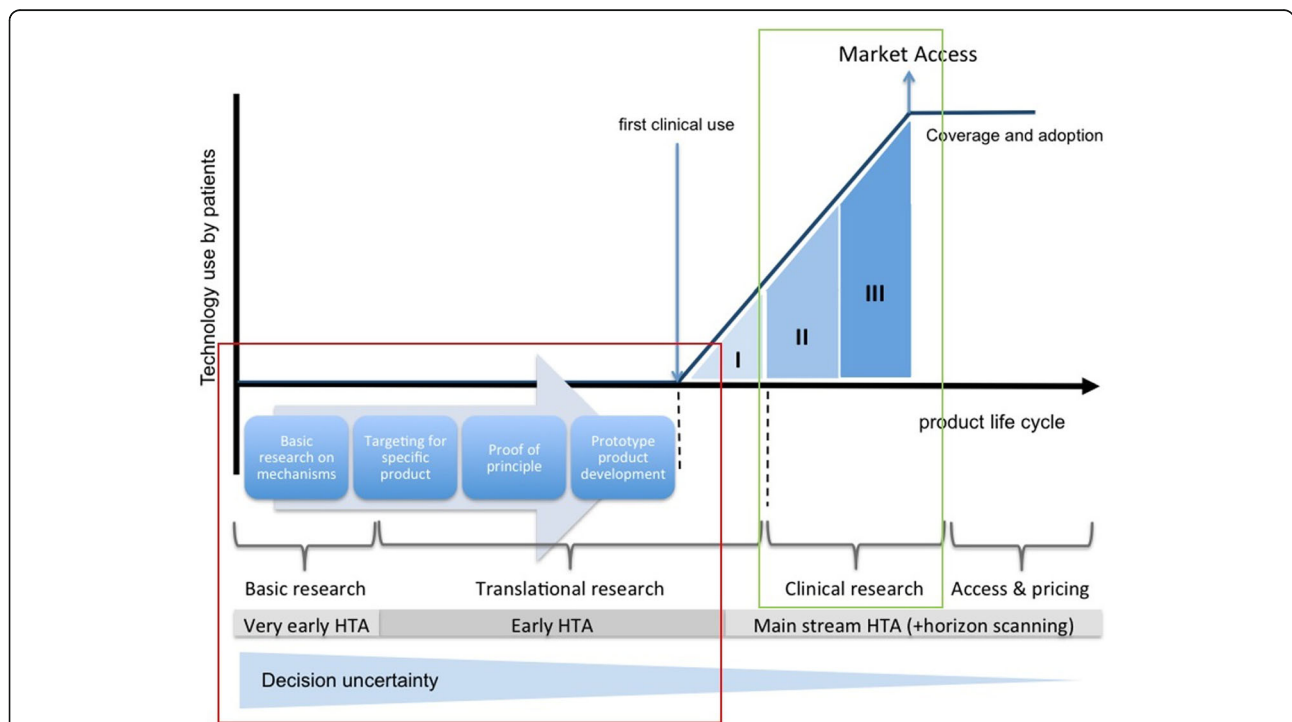 Market Access
first clinical use
Coverage and adoption
Technology use by patients
I
II
III
product life cycle
Basic
research on
mechanisms
Targeting for
specific
product
Proof of
principle
Prototype
product
development
Basic research
Translational research
Clinical research
Access & pricing
Very early HTA
Early HTA
Main stream HTA (+horizon scanning)
Decision uncertainty